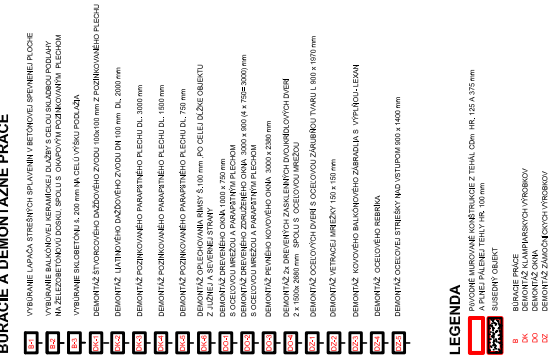 BÚRACIE A DEMONTÁŽNE PRÁCE
B-1 VYBÚRANIE LAPAČA STREŠNÝCH SPLAVENÍN V BETÓNOVEJ SPEVNENEJ PLOCHE
B-2 VYBÚRANIE BALKÓNOVEJ KERAMICKEJ DLAŽBY S CELOU SKLADBOU PODLAHY
NA ŽELEZOBETÓNOVÚ DOSKU, SPOLU S OKAPOVÝM POZINKOVANÝM PLECHOM
B-3 VYBÚRANIE SKLOBETÓNU š. 200 mm NA CELÚ VÝŠKU PODLAŽIA
DK-1 DEMONTÁŽ ŠTVORCOVÉHO DAŽĎOVÉHO ZVODU 100x100 mm Z POZINKOVANÉHO PLECHU
DK-2 DEMONTÁŽ LIATINOVÉHO DAŽĎOVÉHO ZVODU DN 100 mm DL. 2000 mm
DK-3 DEMONTÁŽ POZINKOVANÉHO PARAPETNÉHO PLECHU DL. 3000 mm
DK-4 DEMONTÁŽ POZINKOVANÉHO PARAPETNÉHO PLECHU DL. 1500 mm
DK-5 DEMONTÁŽ POZINKOVANÉHO PARAPETNÉHO PLECHU DL. 750 mm
DEMONTÁŽ OPLECHOVANIA RÍMSY Š.100 mm ,PO CELEJ DĹŽKE OBJEKTU
Z JUŽNEJ A SEVERNEJ STRANY
DO-1 DEMONTÁŽ DREVENÉHO OKNA 1000 x 750 mm
S OCEĽOVOU MREŽOU A PARAPETNÝM PLECHOM
DO-2 DEMONTÁŽ DREVENÉHO ZDRUŽENÉHO OKNA 3000 x 900 (4 x 750=3000) mm
S OCEĽOVOU MREŽOU A PARAPETNÝM PLECHOM
DO-3 DEMONTÁŽ PEVNÉHO KOVOVÉHO OKNA 3000 x 2380 mm
DO-4 DEMONTÁŽ 2x DREVENÝCH ZASKLENNÝCH DVOJKRÍDLOVÝCH DVERÍ
2 x 1500x 2680 mm SPOLU S OCEĽOVOU MREŽOU
DZ-1 DEMONTÁŽ OCEĽOVÝCH DVERÍ S OCEĽOVOU ZÁRUBŇOU TVARU L 900 x 1970 mm
DZ-2 DEMONTÁŽ VETRACEJ MRIEŽKY 150 x 150 mm
DZ-3 DEMONTÁŽ KOVOVÉHO BALKÓNOVÉHO ZÁBRADLIA S VÝPLŇOU-LEXAN
DZ-4 DEMONTÁŽ OCEĽOVÉHO REBRÍKA
DZ-5 DEMONTÁŽ OCEĽOVEJ STRIEŠKY NAD VSTUPOM 900 x 1400 mm
LEGENDA
PôVODNÉ MUROVANÉ KONŠTRUKCIE Z TEHÁL CDm HR. 125 A 375 mm
A PLNEJ PÁLENEJ TEHLY HR. 100 mm
SUSEDNÝ OBJEKT
B BÚRACIE PRÁCE
DK DEMONTÁŽ KLAMPIARSKYCH VÝROBKOV
DO DEMONTÁŽ OKNA
DZ DEMONTÁŽ ZÁMOČNÍCKYCH VÝROBKOV